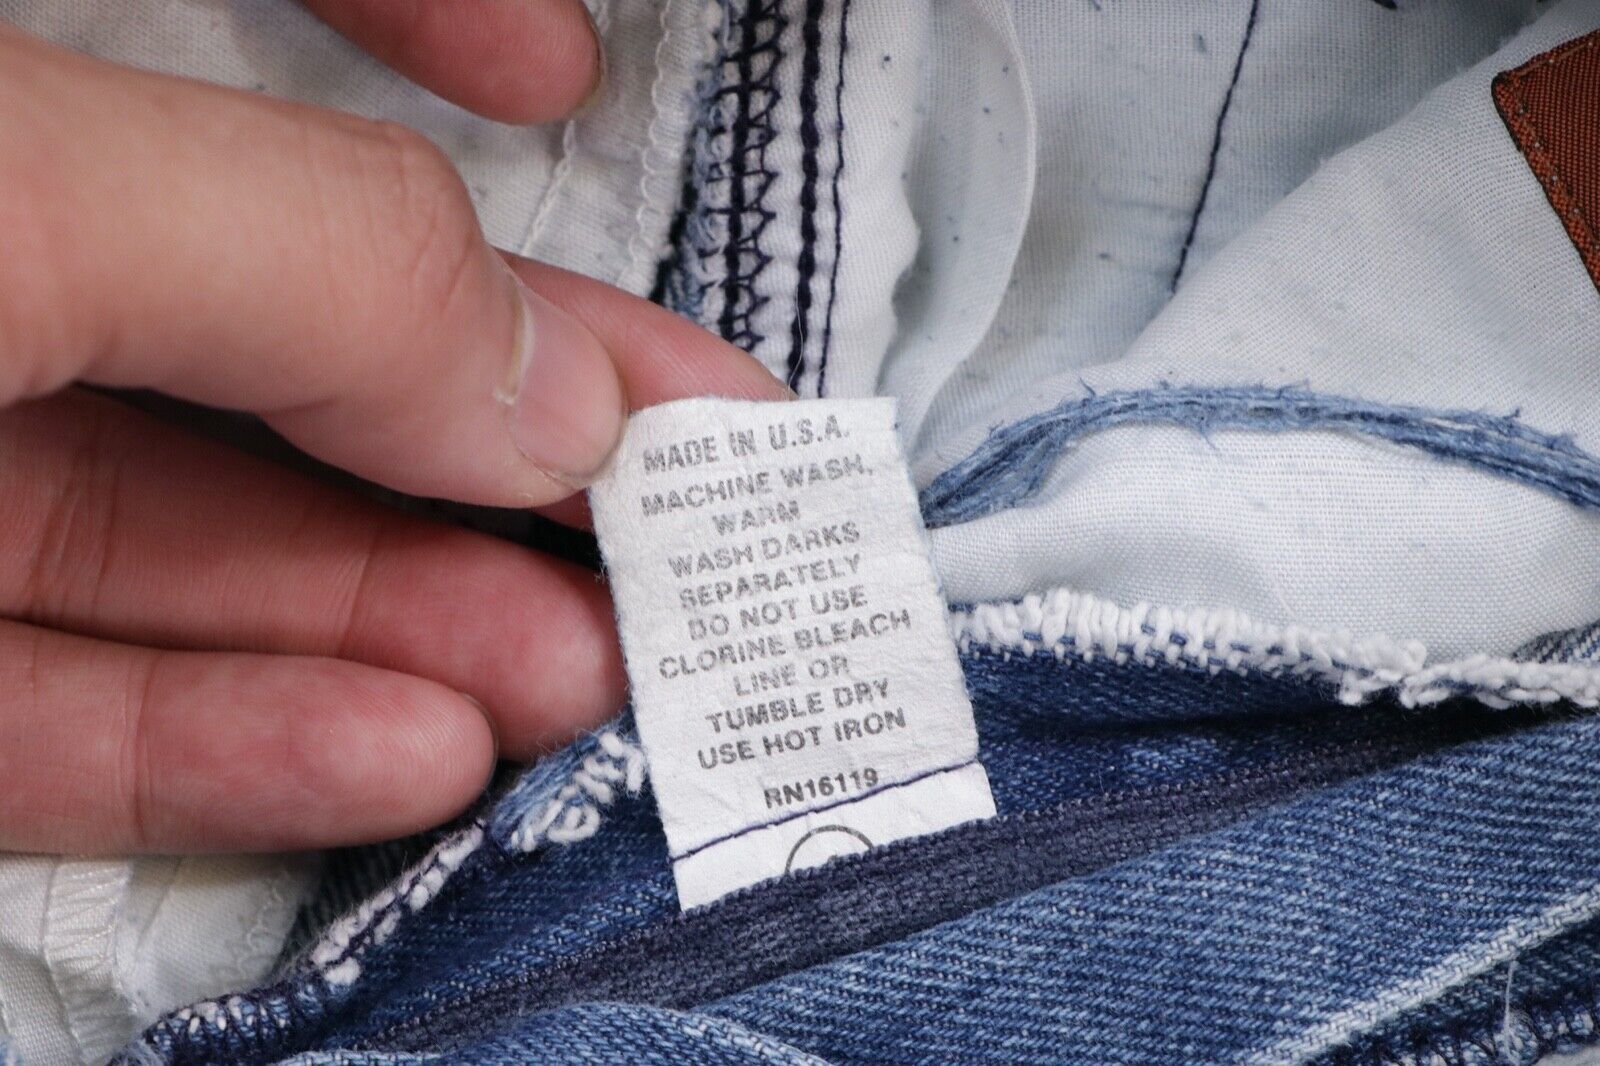 MADE IN U.S.A.
MACHINE WASH,
WARM
WASH DARKS
SEPARATELY
DO NOT USE
CLORINE BLEACH
LINE OR
TUMBLE DRY
USE HOT IRON
RN16119